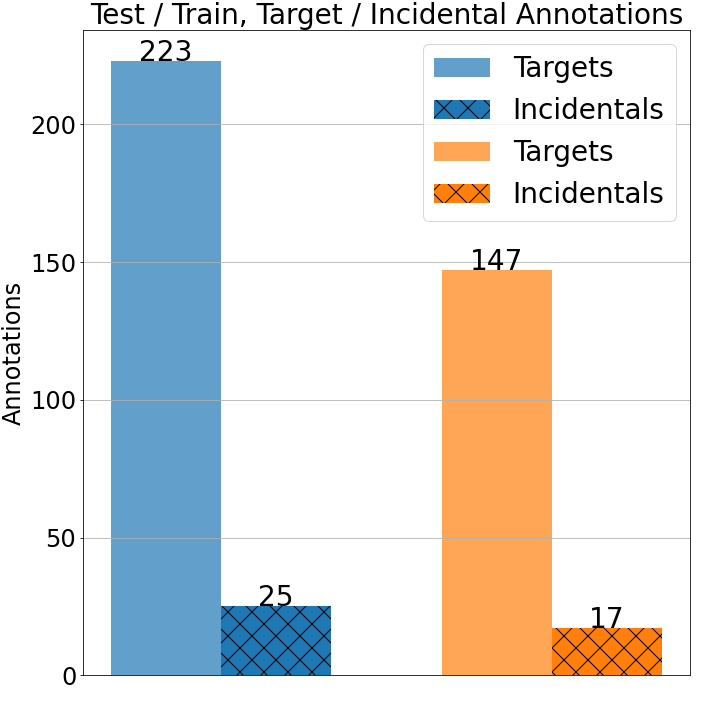 Test / Train, Target / Incidental Annotations
223
Targets
Incidentals
Targets
Incidentals
200
150
147
Annotations
100
50
25
17
0